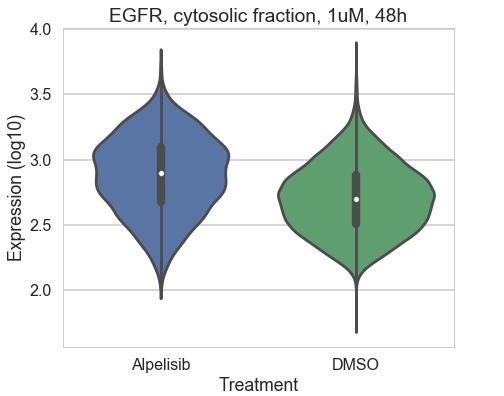 EGFR, cytosolic fraction, 1uM, 48h
4.0
3.5
3.0
2.5
2.0
Expression (log10)
Alpelisib
DMSO
Treatment